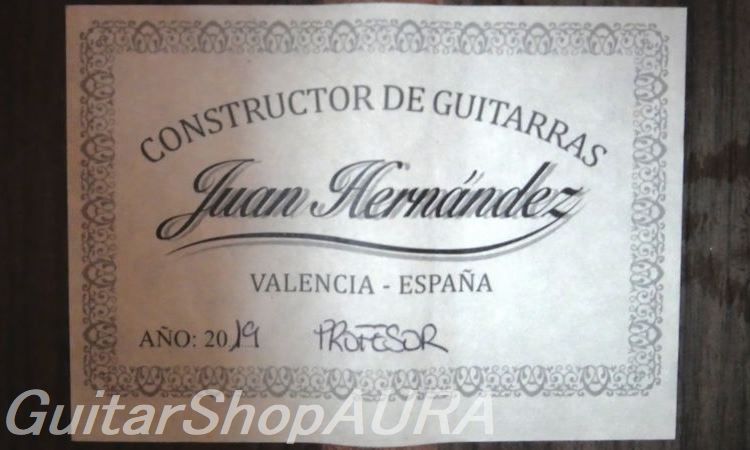 CONSTRUCTOR DE GUITARRAS
Juan Hernández
VALENCIA - ESPAÑA
AÑO: 2019 PROFESOR
GuitarShopAURA